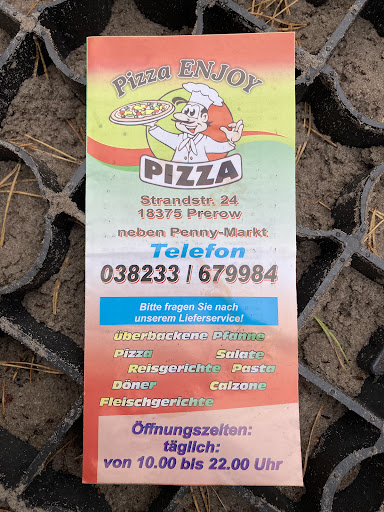 Pizza ENJOY
PIZZA
Strandstr. 24
18375 Prerow
neben Penny-Markt
Telefon
038233 / 679984
Bitte fragen Sie nach
unserem Lieferservice!
überbackene Pfanne
Pizza Salate
Reisgerichte Pasta
Döner Calzone
Fleischgerichte
Öffnungszeiten:
täglich:
von 10.00 bis 22.00 Uhr